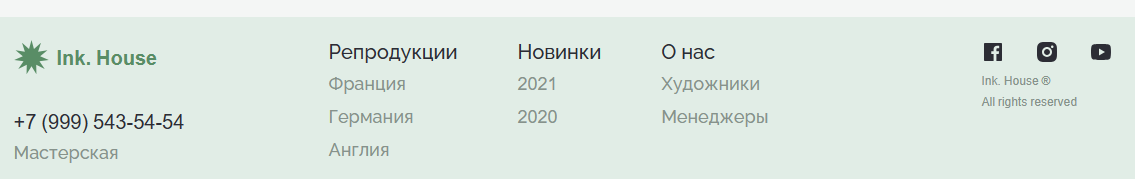 Ink. House
+7 (999) 543-54-54
Мастерская
Репродукции
Франция
Германия
Англия
Новинки
2021
2020
О нас
Художники
Менеджеры
Ink. House ®
All rights reserved